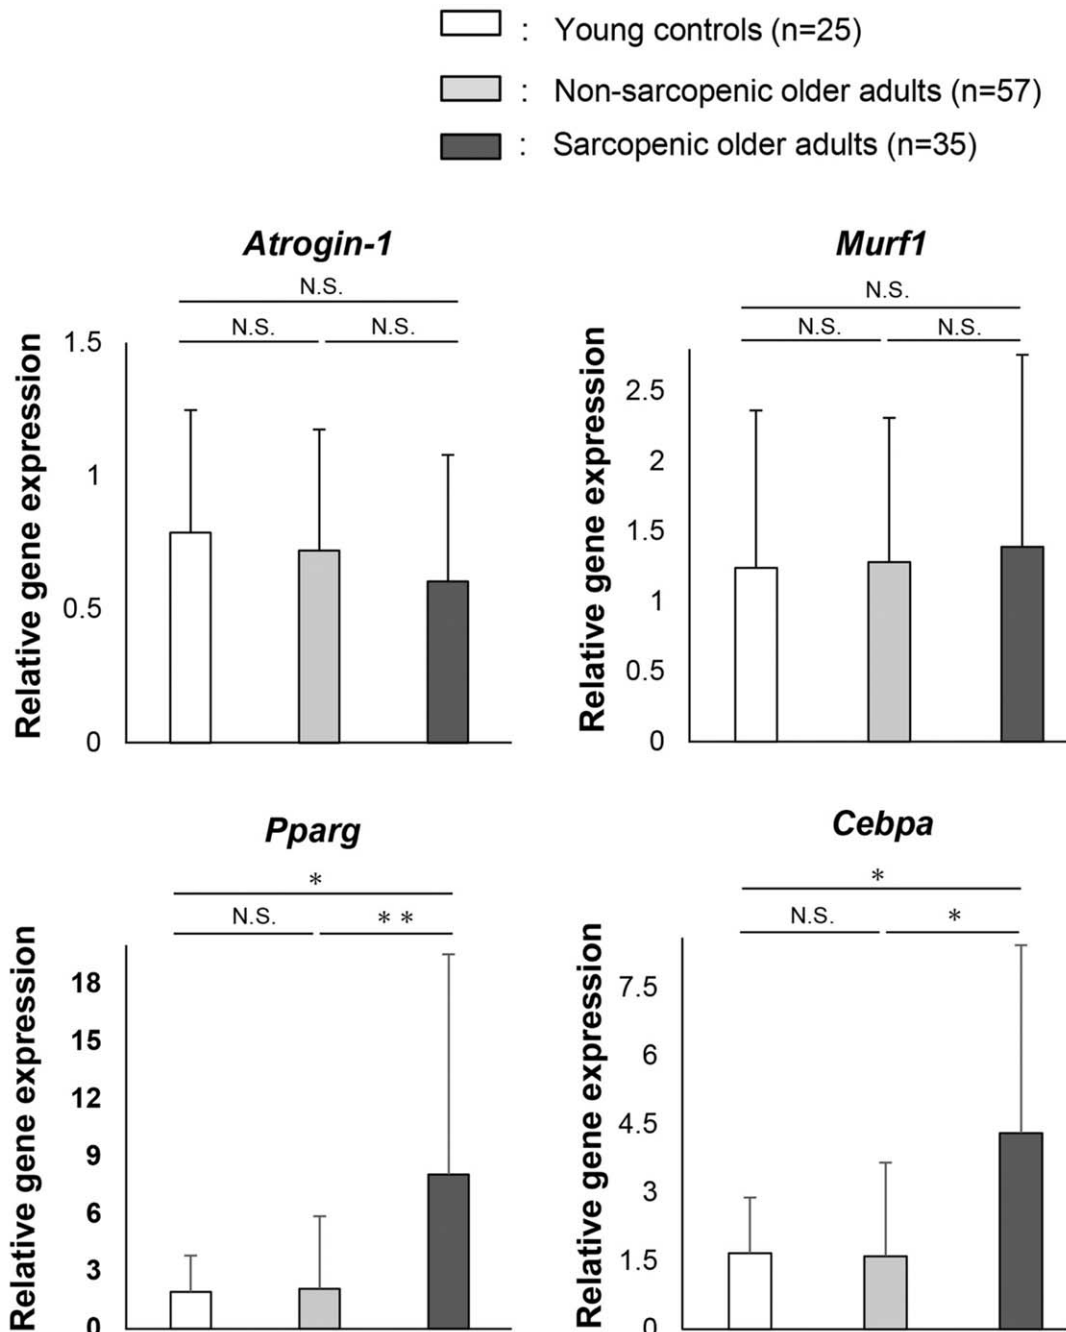 : Young controls (n=25)
: Non-sarcopenic older adults (n=57)
: Sarcopenic older adults (n=35)
Atrogin-1
N.S.
N.S. N.S.
Relative gene expression
1.5
1
0.5
0
Murf1
N.S.
N.S. N.S.
Relative gene expression
2.5
2
1.5
1
0.5
0
Pparg
*
N.S. **
Relative gene expression
18
15
12
9
6
3
0
Cebpa
*
N.S. *
Relative gene expression
7.5
6
4.5
3
1.5
0